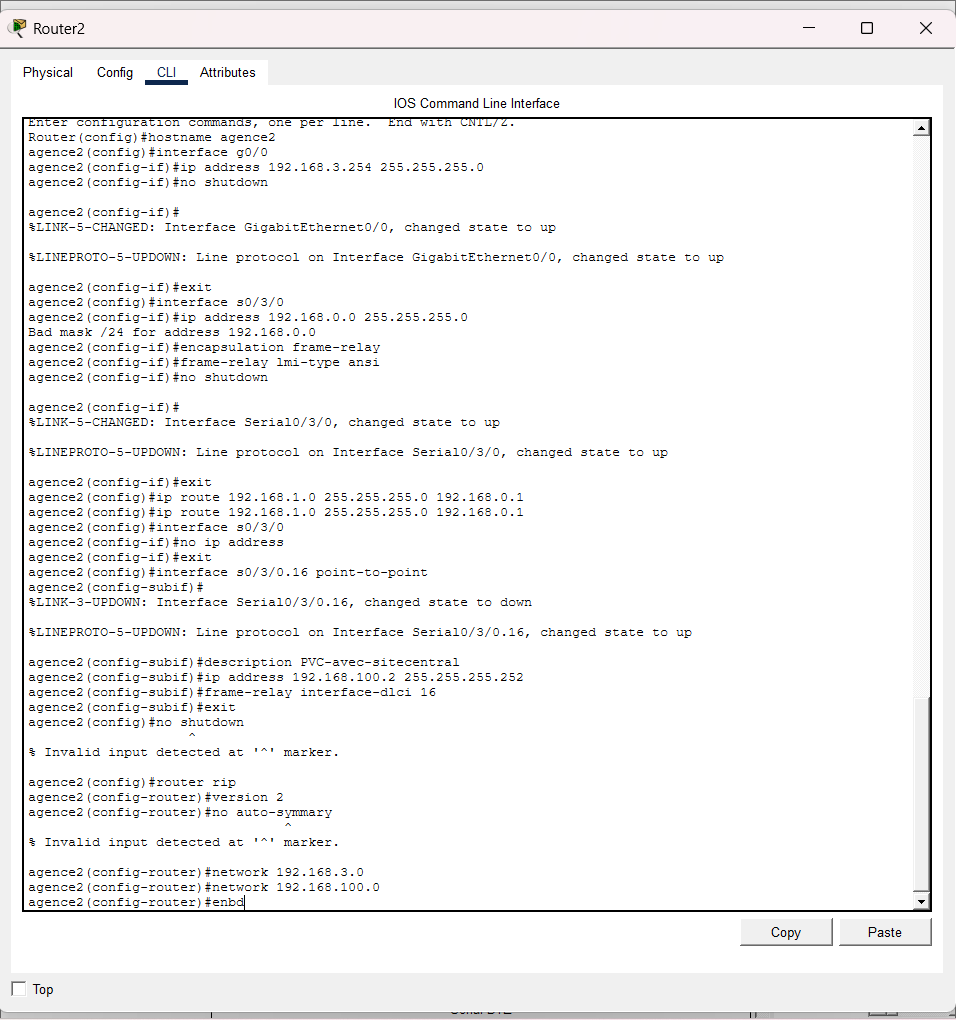 Router2
Physical Config CLI Attributes
IOS Command Line Interface
Enter configuration commands, one per line.  End with CNTL/Z.
Router(config)#hostname agence2
agence2(config)#interface g0/0
agence2(config-if)#ip address 192.168.3.254 255.255.255.0
agence2(config-if)#no shutdown
agence2(config-if)#
%LINK-5-CHANGED: Interface GigabitEthernet0/0, changed state to up
%LINEPROTO-5-UPDOWN: Line protocol on Interface GigabitEthernet0/0, changed state to up
agence2(config-if)#exit
agence2(config)#interface s0/3/0
agence2(config-if)#ip address 192.168.0.0 255.255.255.0
Bad mask /24 for address 192.168.0.0
agence2(config-if)#encapsulation frame-relay
agence2(config-if)#frame-relay lmi-type ansi
agence2(config-if)#no shutdown
agence2(config-if)#
%LINK-5-CHANGED: Interface Serial0/3/0, changed state to up
%LINEPROTO-5-UPDOWN: Line protocol on Interface Serial0/3/0, changed state to up
agence2(config-if)#exit
agence2(config)#ip route 192.168.1.0 255.255.255.0 192.168.0.1
agence2(config)#ip route 192.168.1.0 255.255.255.0 192.168.0.1
agence2(config)#interface s0/3/0
agence2(config-if)#no ip address
agence2(config-if)#exit
agence2(config)#interface s0/3/0.16 point-to-point
agence2(config-subif)#
%LINK-3-UPDOWN: Interface Serial0/3/0.16, changed state to down
%LINEPROTO-5-UPDOWN: Line protocol on Interface Serial0/3/0.16, changed state to up
agence2(config-subif)#description PVC-avec-sitecentral
agence2(config-subif)#ip address 192.168.100.2 255.255.255.252
agence2(config-subif)#frame-relay interface-dlci 16
agence2(config-subif)#exit
agence2(config)#no shutdown
^
% Invalid input detected at '^' marker.
agence2(config)#router rip
agence2(config-router)#version 2
agence2(config-router)#no auto-symmary
^
% Invalid input detected at '^' marker.
agence2(config-router)#network 192.168.3.0
agence2(config-router)#network 192.168.100.0
agence2(config-router)#enbd
Copy Paste
Top